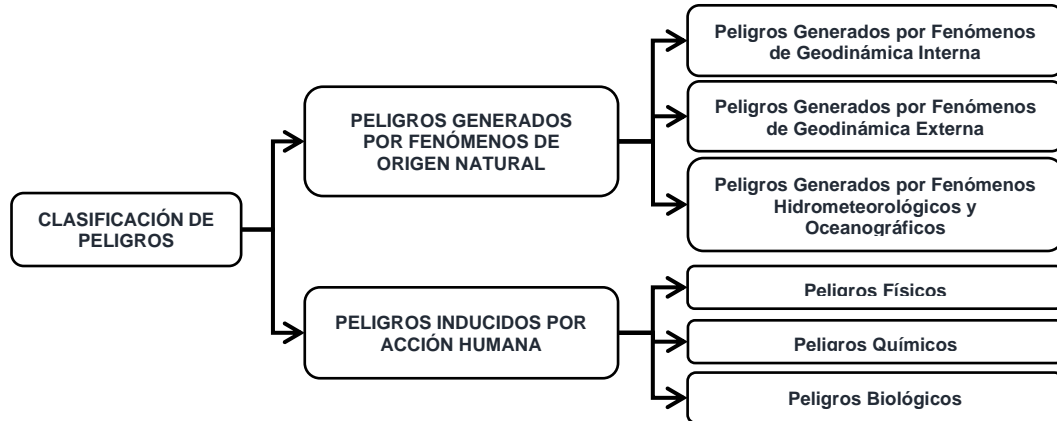 CLASIFICACIÓN DE
PELIGROS
PELIGROS GENERADOS
POR FENÓMENOS DE
ORIGEN NATURAL
Peligros Generados por Fenómenos
de Geodinámica Interna
Peligros Generados por Fenómenos
de Geodinámica Externa
Peligros Generados por Fenómenos
Hidrometeorológicos y
Oceanográficos
PELIGROS INDUCIDOS POR
ACCIÓN HUMANA
Peligros Físicos
Peligros Químicos
Peligros Biológicos